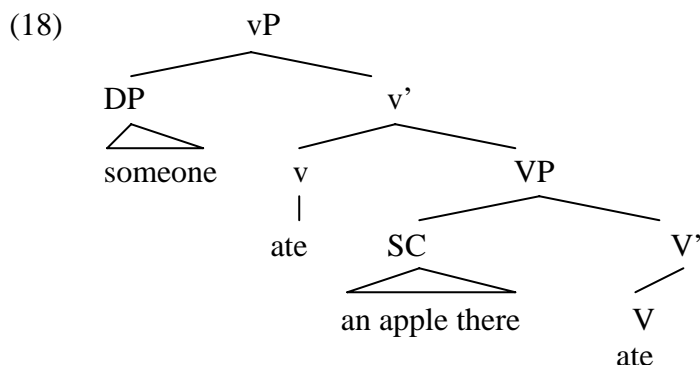 (18) vP
DP v’
someone v VP
ate SC V’
an apple there V
ate